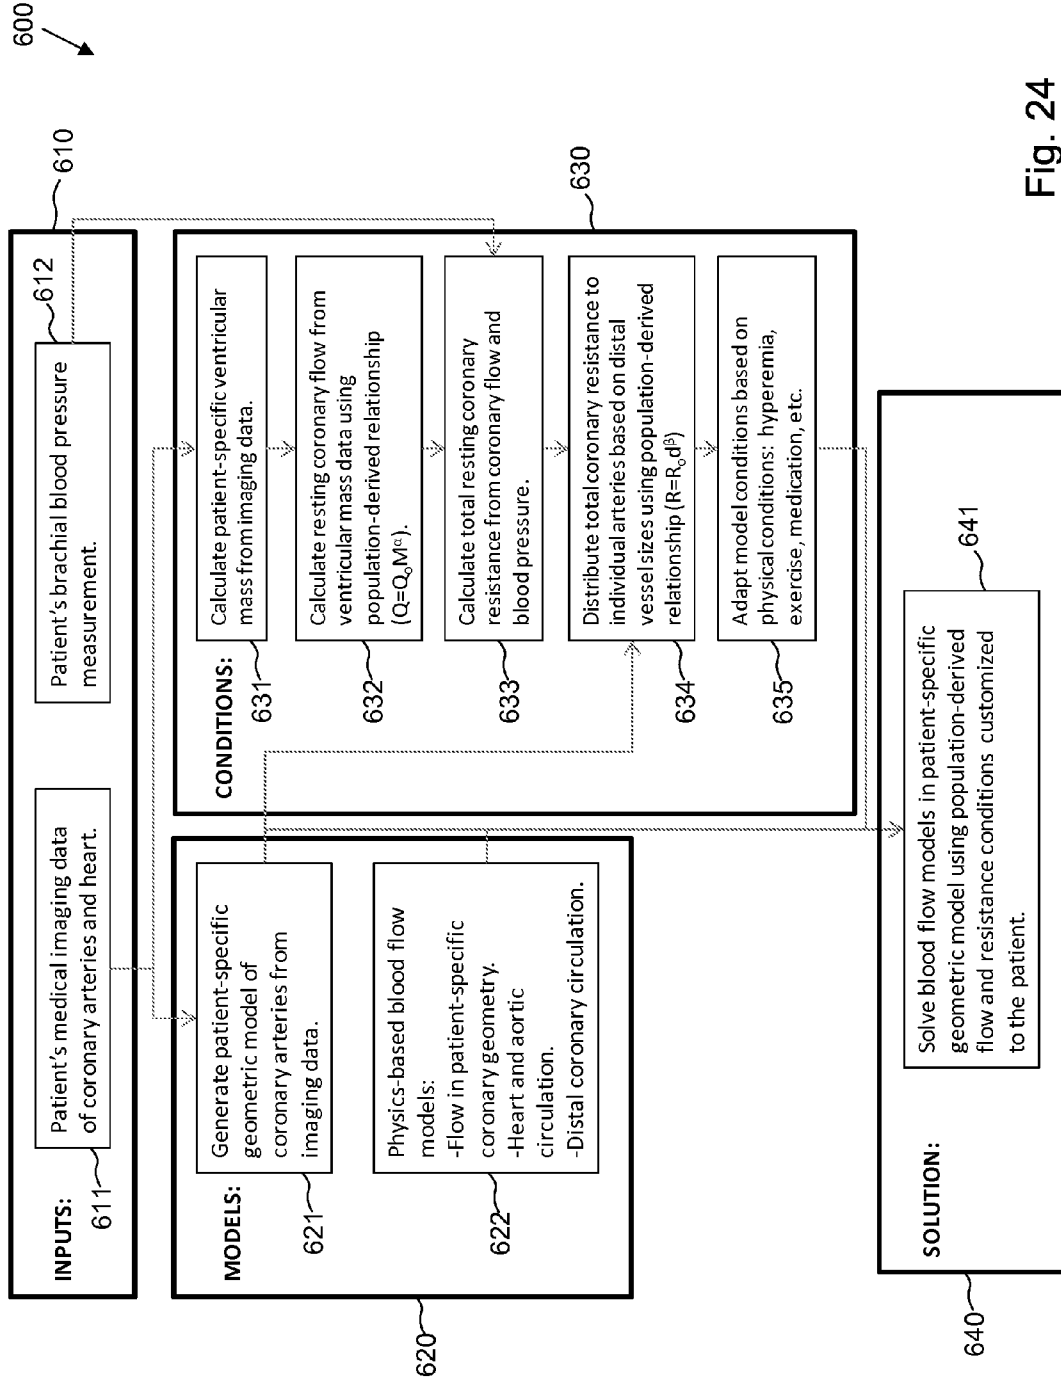 600
610
INPUTS:
611
Patient's medical imaging data
of coronary arteries and heart.
612
Patient's brachial blood pressure
measurement.
620
MODELS:
621
Generate patient-specific
geometric model of
coronary arteries from
imaging data.
622
Physics-based blood flow
models:
-Flow in patient-specific
coronary geometry.
-Heart and aortic
circulation.
-Distal coronary circulation.
630
CONDITIONS:
631
Calculate patient-specific ventricular
mass from imaging data.
632
Calculate resting coronary flow from
ventricular mass data using
population-derived relationship
(Q=QₒMᵅ).
633
Calculate total resting coronary
resistance from coronary flow and
blood pressure.
634
Distribute total coronary resistance to
individual arteries based on distal
vessel sizes using population-derived
relationship (R=Rₒdᵝ)
635
Adapt model conditions based on
physical conditions: hyperemia,
exercise, medication, etc.
640
SOLUTION:
641
Solve blood flow models in patient-specific
geometric model using population-derived
flow and resistance conditions customized
to the patient.
Fig. 24